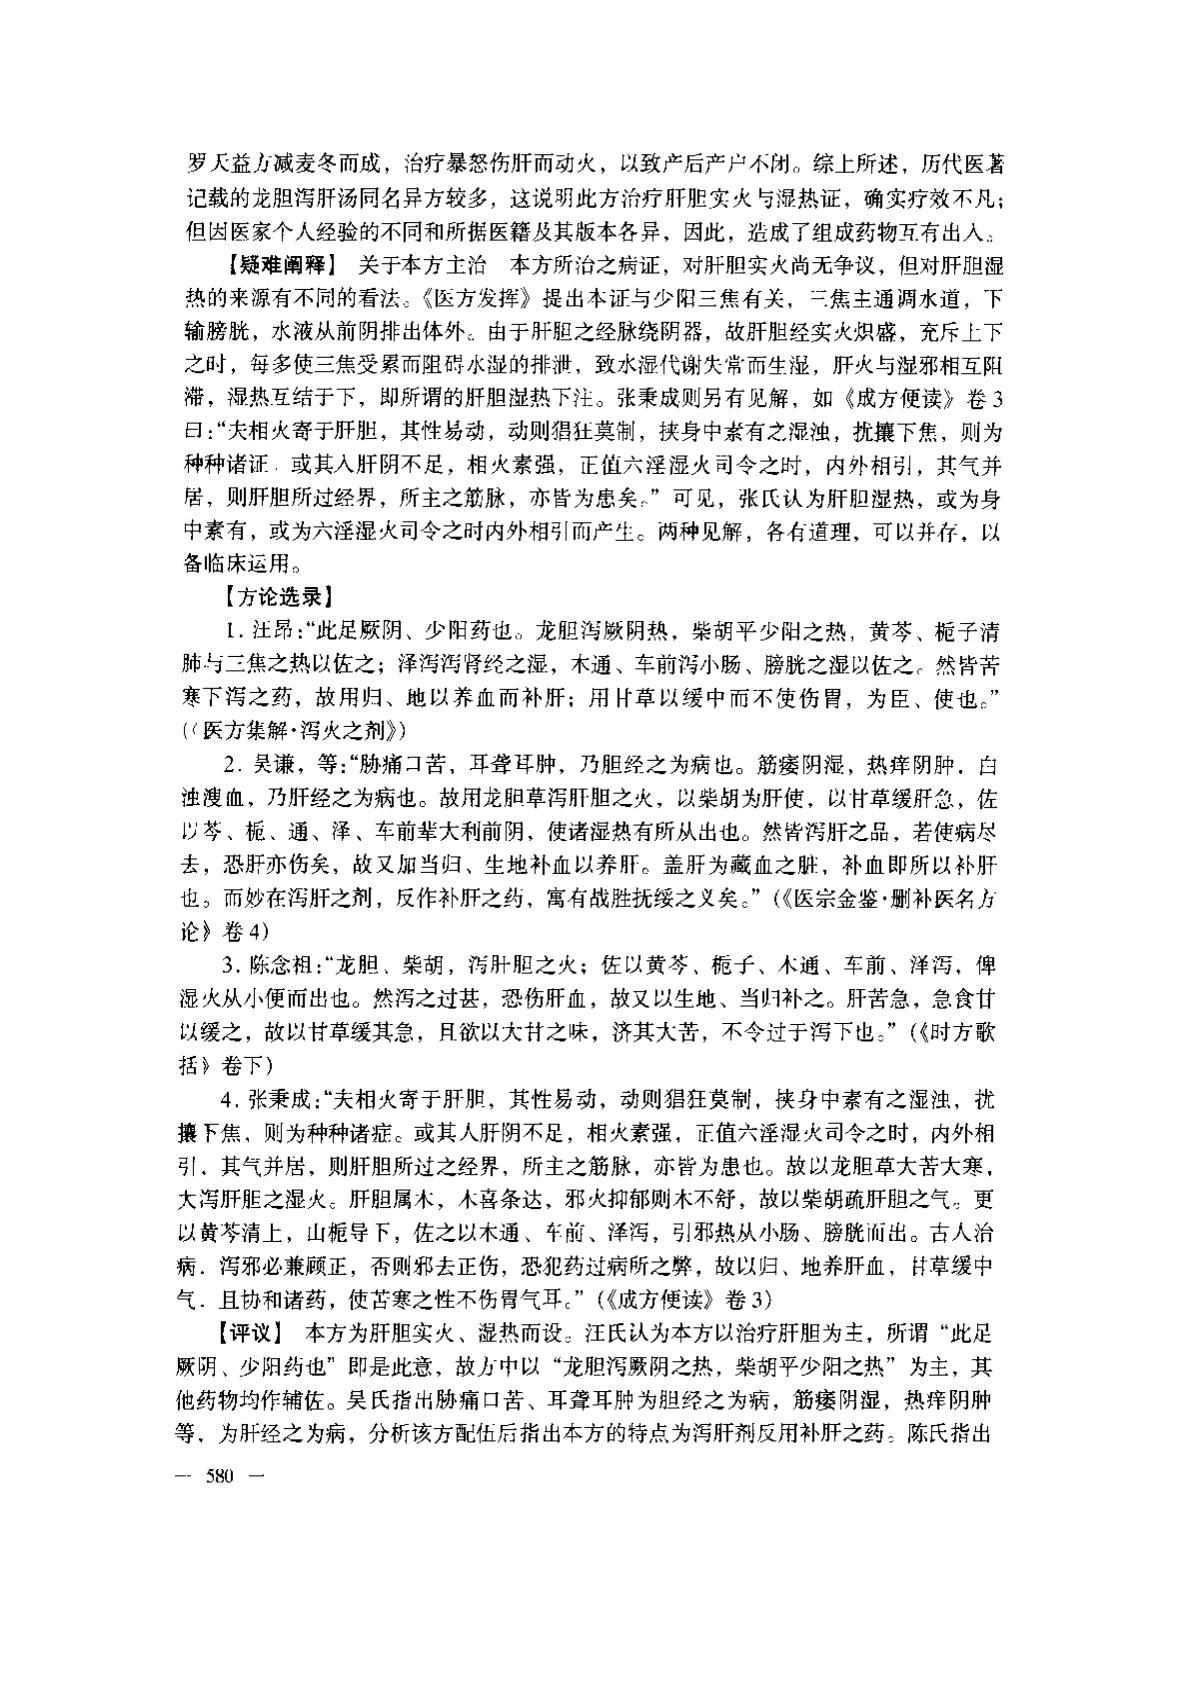 罗天益方减麦冬而成，治疗暴怒伤肝而动火，以致产后产户不闭。综上所述，历代医著
记载的龙胆泻肝汤同名异方较多，这说明此方治疗肝胆实火与湿热证，确实疗效不凡；
但因医家个人经验的不同和所据医籍及其版本各异，因此，造成了组成药物互有出入。
【疑难阐释】 关于本方主治 本方所治之病证，对肝胆实火尚无争议，但对肝胆湿
热的来源有不同的看法。《医方发挥》提出本证与少阳三焦有关，三焦主通调水道，下
输膀胱，水液从前阴排出体外。由于肝胆之经脉绕阴器，故肝胆经实火炽盛，充斥上下
之时，每多使三焦受累而阻碍水湿的排泄，致水湿代谢失常而生湿，肝火与湿邪相互阻
滞，湿热互结于下，即所谓的肝胆湿热下注。张秉成则另有见解，如《成方便读》卷3
曰：“夫相火寄于肝胆，其性易动，动则猖狂莫制，挟身中素有之湿浊，扰攘下焦，则为
种种诸证．或其人肝阴不足，相火素强，正值六淫湿火司令之时，内外相引，其气并
居，则肝胆所过经界，所主之筋脉，亦皆为患矣。”可见，张氏认为肝胆湿热，或为身
中素有，或为六淫湿火司令之时内外相引而产生。两种见解，各有道理，可以并存，以
备临床运用。
【方论选录】
1. 汪昂：“此足厥阴、少阳药也。龙胆泻厥阴热，柴胡平少阳之热，黄芩、栀子清
肺与三焦之热以佐之；泽泻泻肾经之湿，木通、车前泻小肠、膀胱之湿以佐之。然皆苦
寒下泻之药，故用归、地以养血而补肝；用甘草以缓中而不使伤胃，为臣、使也。”
(《医方集解·泻火之剂》)
2. 吴谦，等：“胁痛口苦，耳聋耳肿，乃胆经之为病也。筋痿阴湿，热痒阴肿，白
浊溲血，乃肝经之为病也。故用龙胆草泻肝胆之火，以柴胡为肝使，以甘草缓肝急，佐
以芩、栀、通、泽、车前辈大利前阴，使诸湿热有所从出也。然皆泻肝之品，若使病尽
去，恐肝亦伤矣，故又加当归、生地补血以养肝。盖肝为藏血之脏，补血即所以补肝
也。而妙在泻肝之剂，反作补肝之药，寓有战胜抚绥之义矣。”(《医宗金鉴·删补医名方
论》卷4)
3. 陈念祖：“龙胆、柴胡，泻肝胆之火；佐以黄芩、栀子、木通、车前、泽泻，俾
湿火从小便而出也。然泻之过甚，恐伤肝血，故又以生地、当归补之。肝苦急，急食甘
以缓之，故以甘草缓其急，且欲以大甘之味，济其大苦，不令过于泻下也。”(《时方歌
括》卷下)
4. 张秉成：“夫相火寄于肝胆，其性易动，动则猖狂莫制，挟身中素有之湿浊，扰
攘下焦，则为种种诸症。或其人肝阴不足，相火素强，正值六淫湿火司令之时，内外相
引，其气并居，则肝胆所过之经界，所主之筋脉，亦皆为患也。故以龙胆草大苦大寒，
大泻肝胆之湿火。肝胆属木，木喜条达，邪火抑郁则木不舒，故以柴胡疏肝胆之气。更
以黄芩清上，山栀导下，佐之以木通、车前、泽泻，引邪热从小肠、膀胱而出。古人治
病．泻邪必兼顾正，否则邪去正伤，恐犯药过病所之弊，故以归、地养肝血，甘草缓中
气．且协和诸药，使苦寒之性不伤胃气耳。”(《成方便读》卷3)
【评议】 本方为肝胆实火、湿热而设。汪氏认为本方以治疗肝胆为主，所谓“此足
厥阴、少阳药也”即是此意，故方中以“龙胆泻厥阴之热，柴胡平少阳之热”为主，其
他药物均作辅佐。吴氏指出胁痛口苦、耳聋耳肿为胆经之为病，筋痿阴湿，热痒阴肿
等，为肝经之为病，分析该方配伍后指出本方的特点为泻肝剂反用补肝之药。陈氏指出
— 580 —